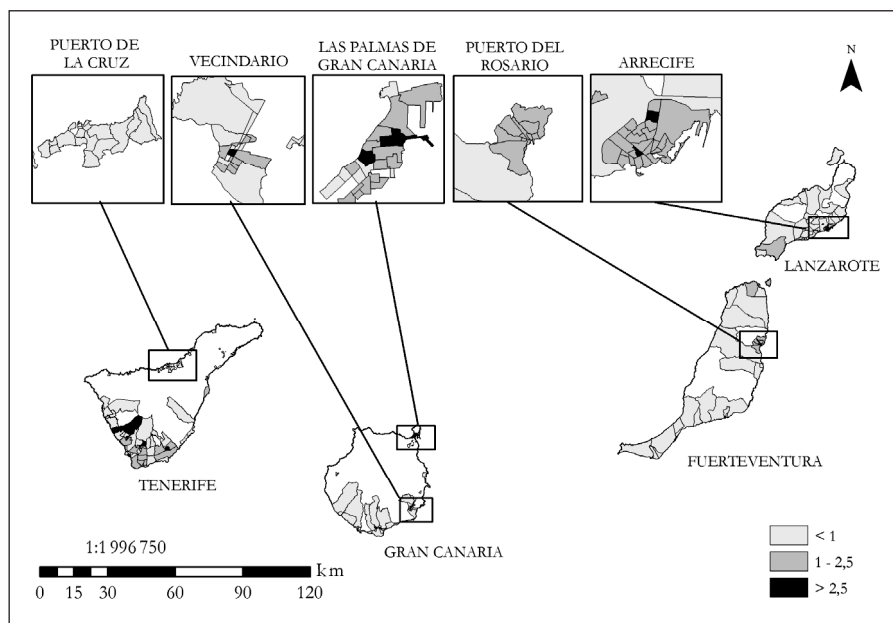 PUERTO DE
LA CRUZ
VECINDARIO
LAS PALMAS DE
GRAN CANARIA
PUERTO DEL
ROSARIO
ARRECIFE
N
LANZAROTE
FUERTEVENTURA
TENERIFE
GRAN CANARIA
1:1 996 750
km
0 15 30 60 90 120
< 1
1 - 2,5
> 2,5